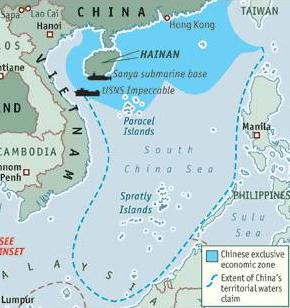 Sapa
Lao Cai
CHINA
TAIWAN
Hanoi
Hong Kong
LAOS
HAINAN
Sanya submarine base
ntiane
USNS Impeccable
VIETNAM
Paracel
Islands
Manila
ND
CAMBODIA
South
China Sea
nom
Penh
Spratly
Islands
PHILIPPINES
Sulu
Sea
SEE
INSET
MALAYSIA
Lumpur
Chinese exclusive
economic zone
Extent of China's
territorial waters
claim